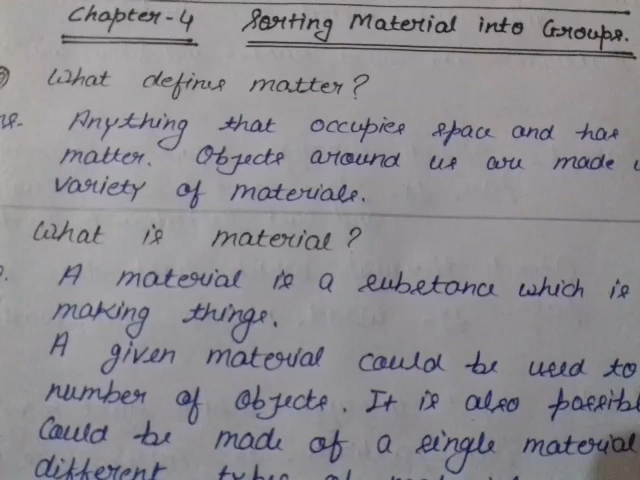 Chapter-4 Sorting Material into Groups.
What defines matter?
Anything that occupies space and has
matter. Objects around us are made
variety of materials.
What is material?
A material is a substance which is
making things.
A given material could be used to
number of objects. It is also possibl
Could be made of a single material
different types of